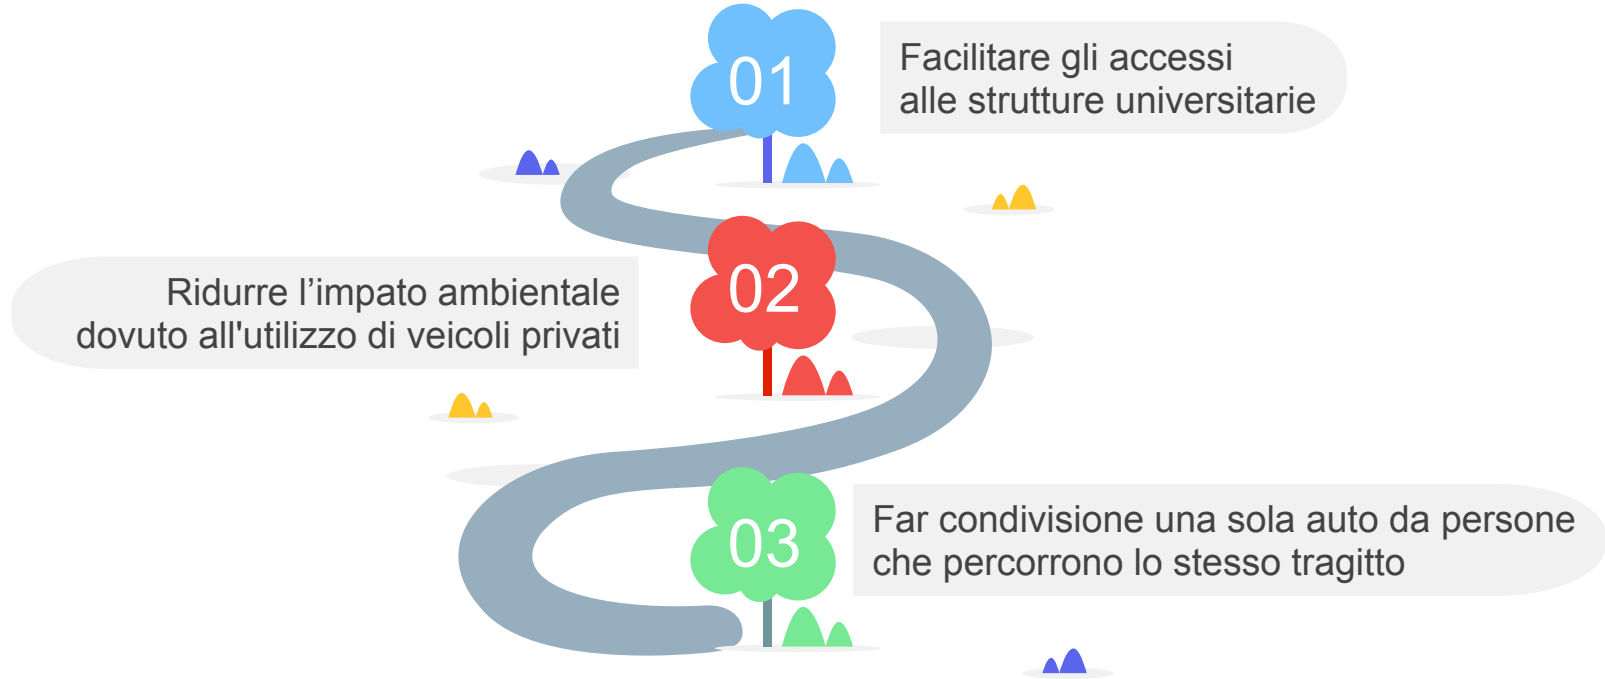 01
Facilitare gli accessi
alle strutture universitarie
02
Ridurre l’impato ambientale
dovuto all'utilizzo di veicoli privati
03
Far condivisione una sola auto da persone
che percorrono lo stesso tragitto